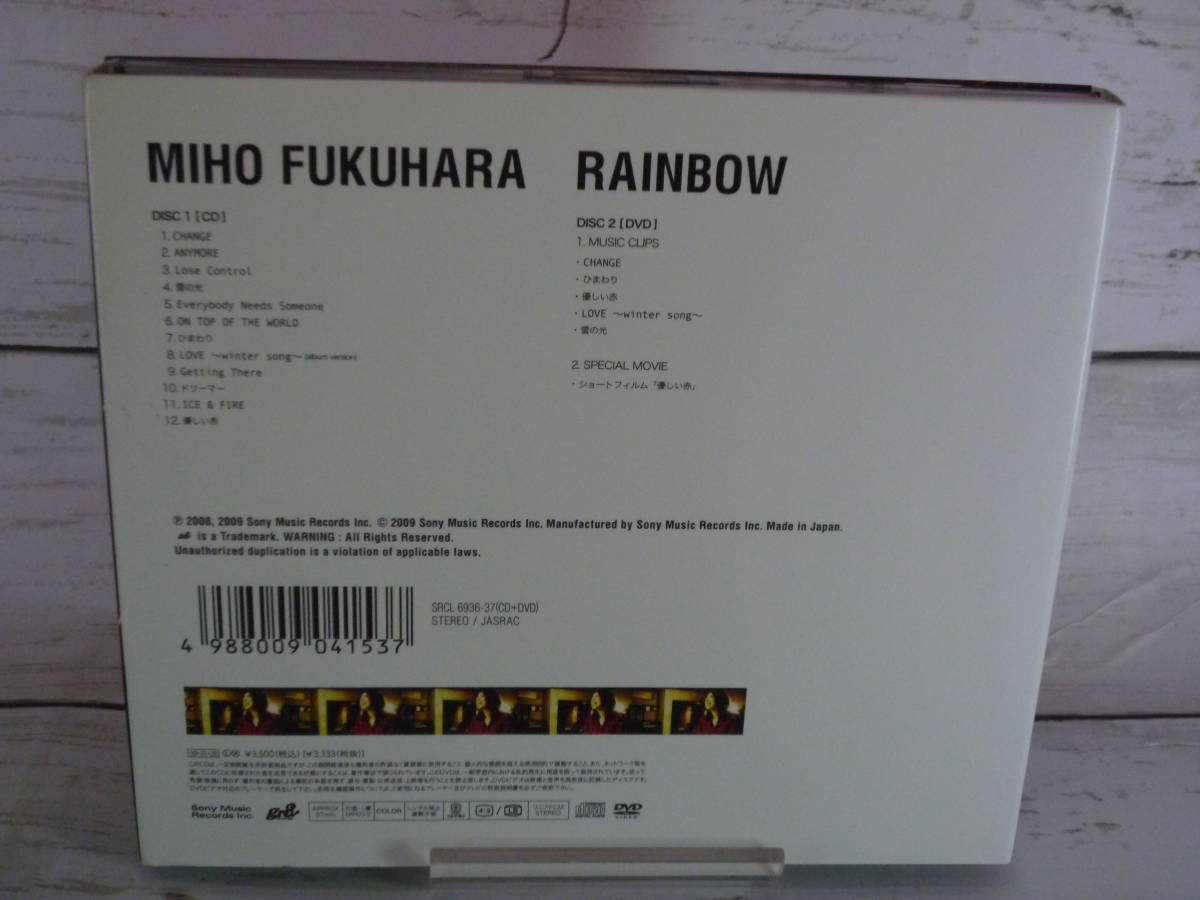 MIHO FUKUHARA RAINBOW
DISC 1 [CD]
1. CHANGE
2. ANYMORE
3. Lose Control
4. 雪の光
5. Everybody Needs Someone
6. ON TOP OF THE WORLD
7. ひまわり
8. LOVE ～winter song～ (album version)
9. Getting There
10. ドリーマー
11. ICE & FIRE
12. 優しい赤
DISC 2 [DVD]
1. MUSIC CLIPS
・CHANGE
・ひまわり
・優しい赤
・LOVE ～winter song～
・雪の光
2. SPECIAL MOVIE
・ショートフィルム「優しい赤」
℗ 2008, 2009 Sony Music Records Inc. © 2009 Sony Music Records Inc. Manufactured by Sony Music Records Inc. Made in Japan.
is a Trademark. WARNING : All Rights Reserved.
Unauthorized duplication is a violation of applicable laws.
SRCL 6936-37(CD+DVD)
STEREO / JASRAC
4 988009 041537
¥3,500(税込) [¥3,333(税抜)]
Sony Music
Records Inc.
gr8
COLOR
4:3 / LB
STEREO
DVD
VIDEO